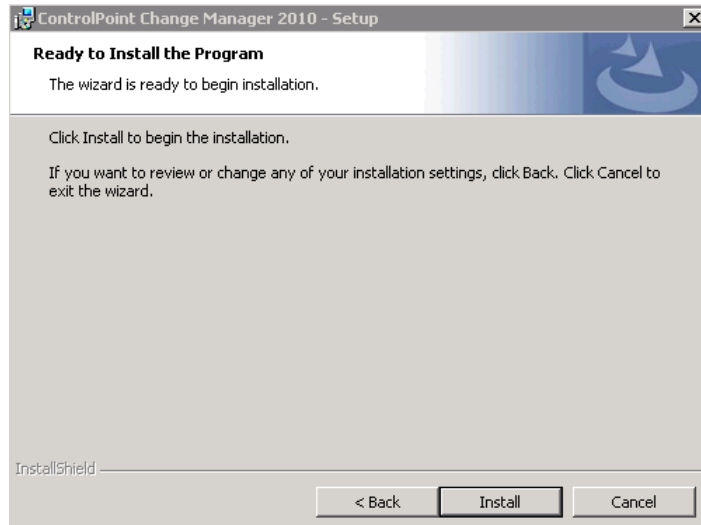 ControlPoint Change Manager 2010 - Setup
Ready to Install the Program
The wizard is ready to begin installation.
Click Install to begin the installation.
If you want to review or change any of your installation settings, click Back. Click Cancel to
exit the wizard.
InstallShield
< Back Install Cancel